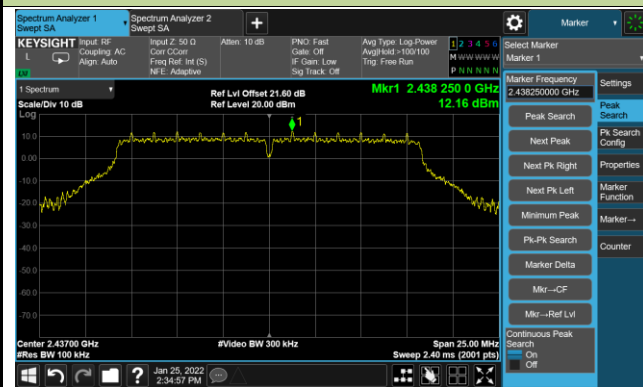 Spectrum Analyzer 1
Swept SA
Spectrum Analyzer 2
Swept SA
+
Marker
KEYSIGHT
L
LXI
Input: RF
Coupling: AC
Align: Auto
Input Z: 50 Ω
Corr CCorr
Freq Ref: Int (S)
NFE: Adaptive
Atten: 10 dB
PNO: Fast
Gate: Off
IF Gain: Low
Sig Track: Off
Avg Type: Log-Power
Avg|Hold:>100/100
Trig: Free Run
1 2 3 4 5 6
M W W W W W
P N N N N N
Select Marker
Marker 1
1 Spectrum
Scale/Div 10 dB
Log
Ref Lvl Offset 21.60 dB
Ref Level 20.00 dBm
Mkr1 2.438 250 0 GHz
12.16 dBm
1
10.0
0.00
-10.0
-20.0
-30.0
-40.0
-50.0
-60.0
-70.0
Center 2.43700 GHz
#Res BW 100 kHz
#Video BW 300 kHz
Span 25.00 MHz
Sweep 2.40 ms (2001 pts)
Marker Frequency
2.438250000 GHz
Peak Search
Next Peak
Next Pk Right
Next Pk Left
Minimum Peak
Pk-Pk Search
Marker Delta
Mkr→CF
Mkr→Ref Lvl
Continuous Peak
Search
On
Off
Settings
Peak
Search
Pk Search
Config
Properties
Marker
Function
Marker→
Counter
?
Jan 25, 2022
2:34:57 PM